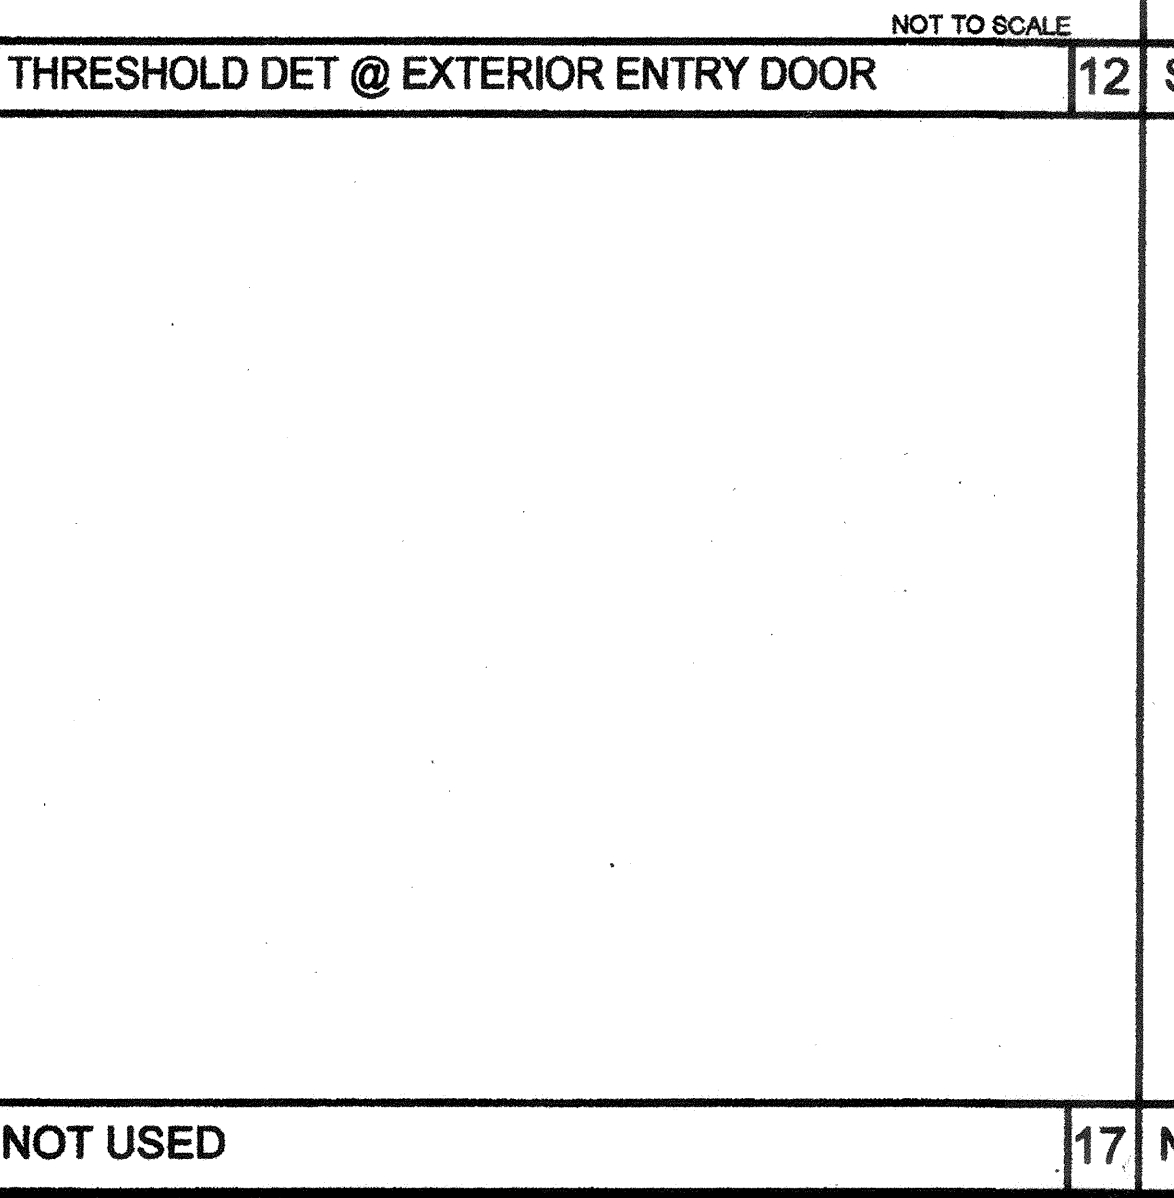 NOT TO SCALE
THRESHOLD DET @ EXTERIOR ENTRY DOOR
12
S
NOT USED
17
N